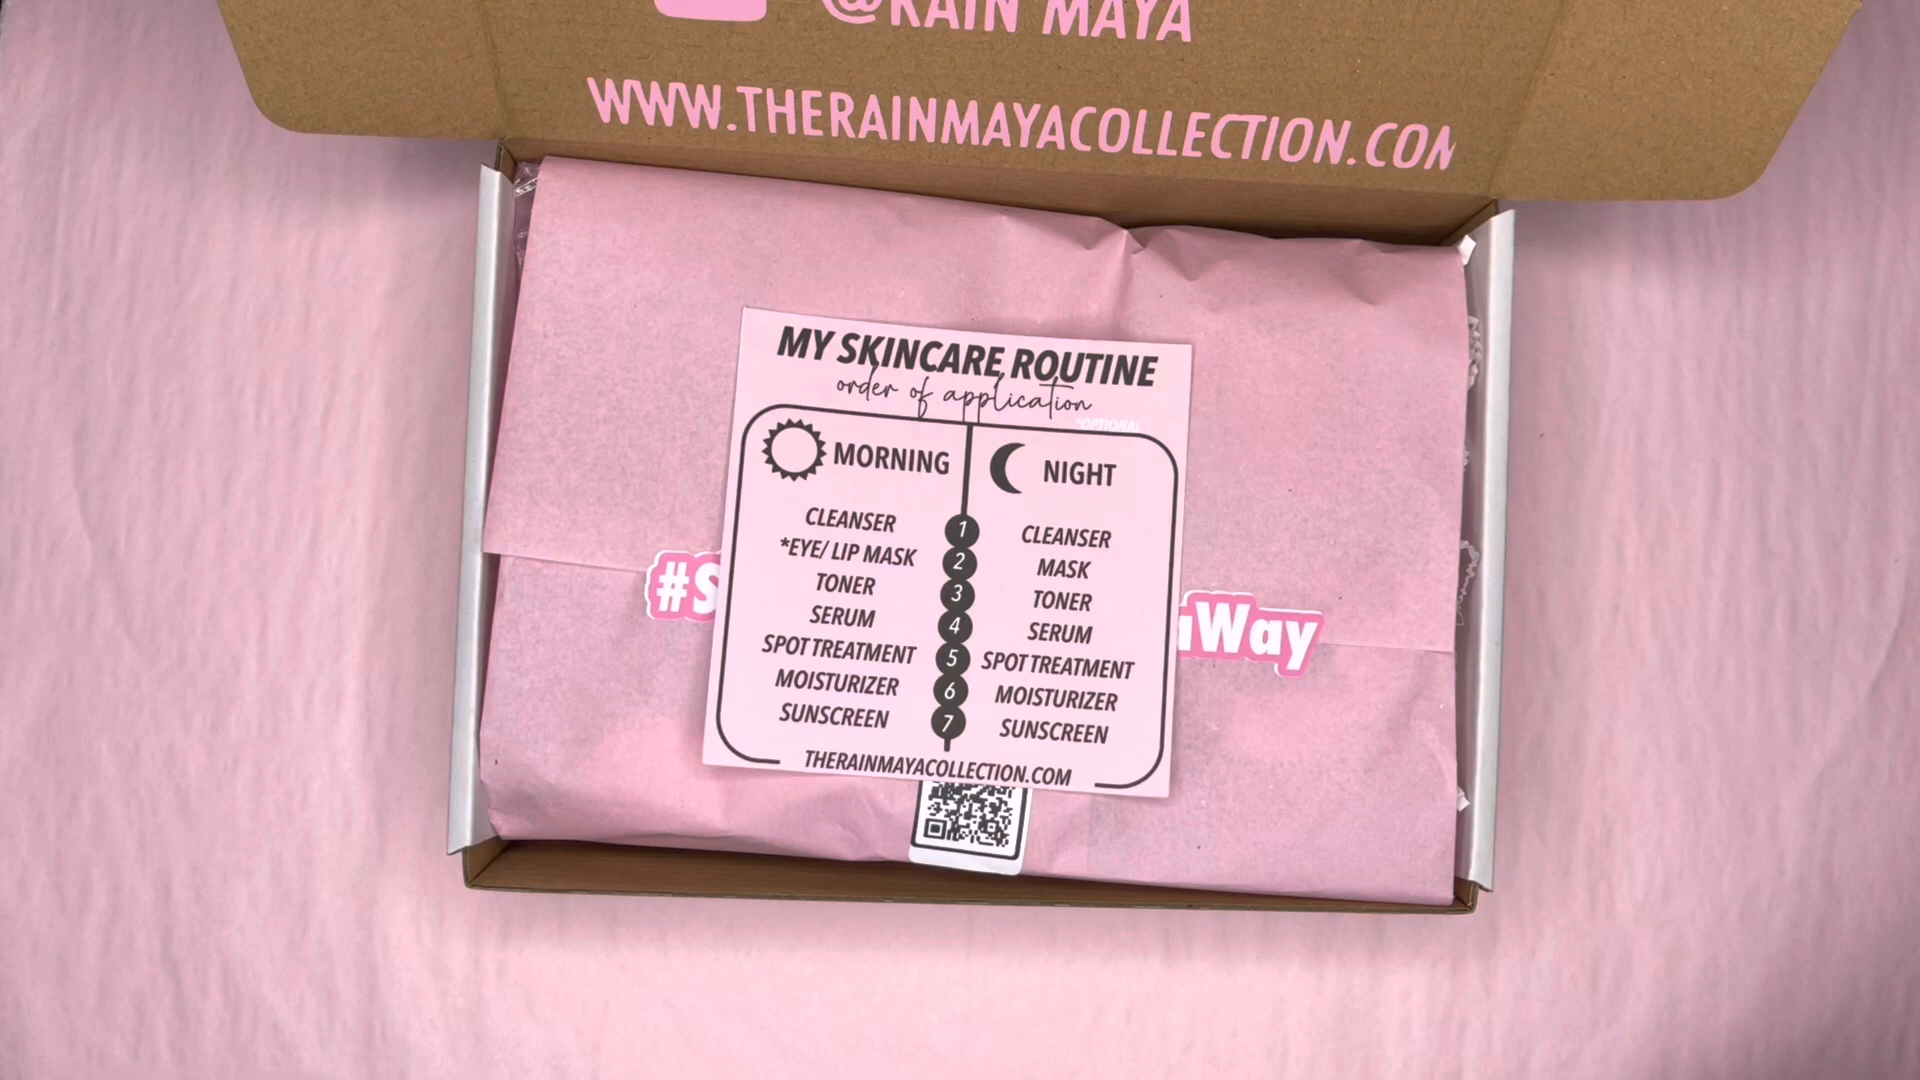 @RAIN MAYA
WWW.THERAINMAYACOLLECTION.COM
MY SKINCARE ROUTINE
order of application
*OPTIONAL
MORNING
NIGHT
CLEANSER 1 CLEANSER
*EYE/ LIP MASK 2 MASK
TONER 3 TONER
SERUM 4 SERUM
SPOT TREATMENT 5 SPOT TREATMENT
MOISTURIZER 6 MOISTURIZER
SUNSCREEN 7 SUNSCREEN
THERAINMAYACOLLECTION.COM
Way